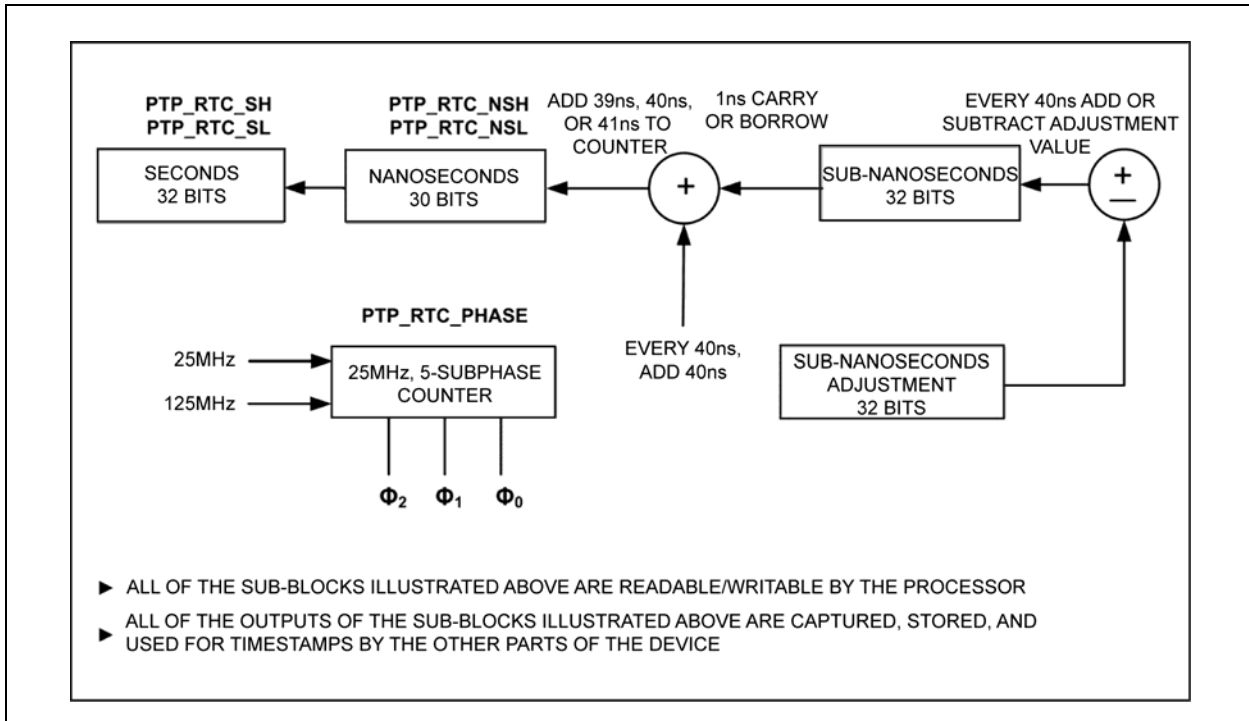 PTP_RTC_SH
PTP_RTC_SL
SECONDS
32 BITS
PTP_RTC_NSH
PTP_RTC_NSL
NANOSECONDS
30 BITS
ADD 39ns, 40ns,
OR 41ns TO
COUNTER
+
1ns CARRY
OR BORROW
SUB-NANOSECONDS
32 BITS
EVERY 40ns ADD OR
SUBTRACT ADJUSTMENT
VALUE
+
—
PTP_RTC_PHASE
25MHz
125MHz
25MHz, 5-SUBPHASE
COUNTER
Φ2 Φ1 Φ0
EVERY 40ns,
ADD 40ns
SUB-NANOSECONDS
ADJUSTMENT
32 BITS
► ALL OF THE SUB-BLOCKS ILLUSTRATED ABOVE ARE READABLE/WRITABLE BY THE PROCESSOR
► ALL OF THE OUTPUTS OF THE SUB-BLOCKS ILLUSTRATED ABOVE ARE CAPTURED, STORED, AND
USED FOR TIMESTAMPS BY THE OTHER PARTS OF THE DEVICE